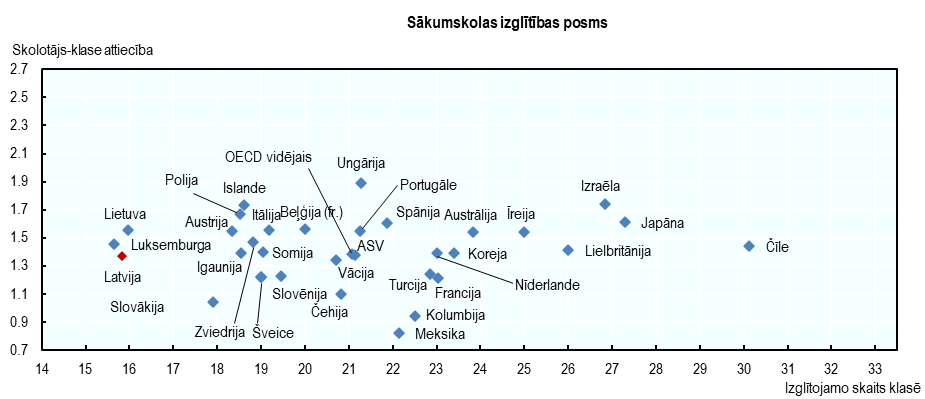 Sākumskolas izglītības posms
Skolotājs-klase attiecība
2.7
2.5
2.3
2.1
1.9
1.7
1.5
1.3
1.1
0.9
0.7
OECD vidējais
Ungārija
Polija
Islande
Portugāle
Izraēla
Lietuva
Austrija
Itālija
Beļģija (fr.)
Spānija
Austrālija
Īreija
Japāna
Luksemburga
Somija
ASV
Koreja
Lielbritānija
Čīle
Latvija
Igaunija
Vācija
Turcija
Nīderlande
Slovēnija
Francija
Slovākija
Čehija
Kolumbija
Zviedrija
Šveice
Meksika
14 15 16 17 18 19 20 21 22 23 24 25 26 27 28 29 30 31 32 33
Izglītojamo skaits klasē